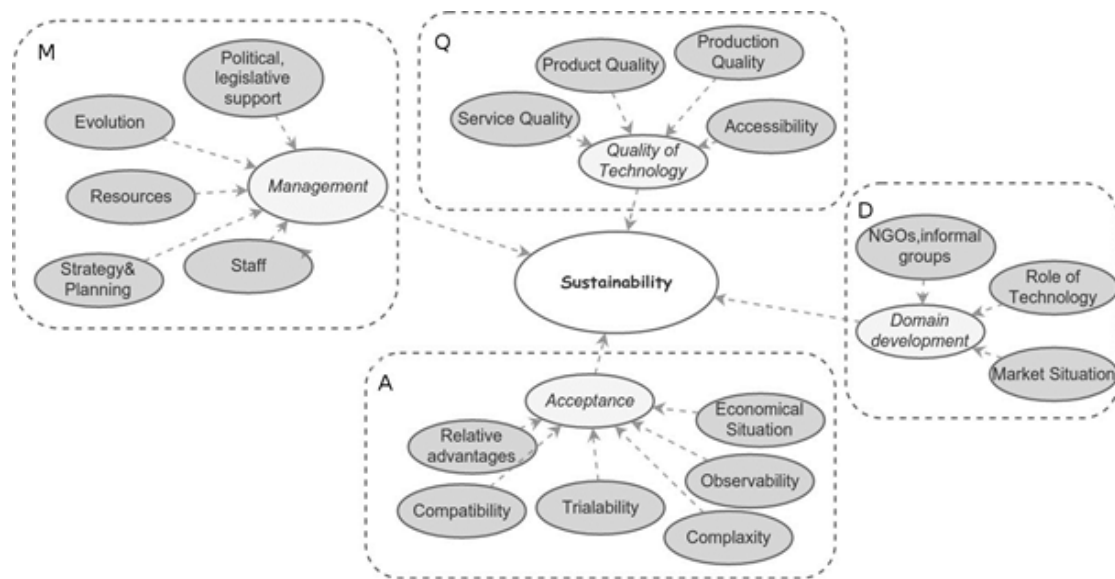 M
Political,
legislative
support
Evolution
Resources
Strategy&
Planning
Staff
Management
Q
Product Quality
Production
Quality
Service Quality
Accessibility
Quality of
Technology
Sustainability
D
NGOs,informal
groups
Role of
Technology
Domain
development
Market Situation
A
Acceptance
Economical
Situation
Relative
advantages
Observability
Compatibility
Trialability
Complaxity